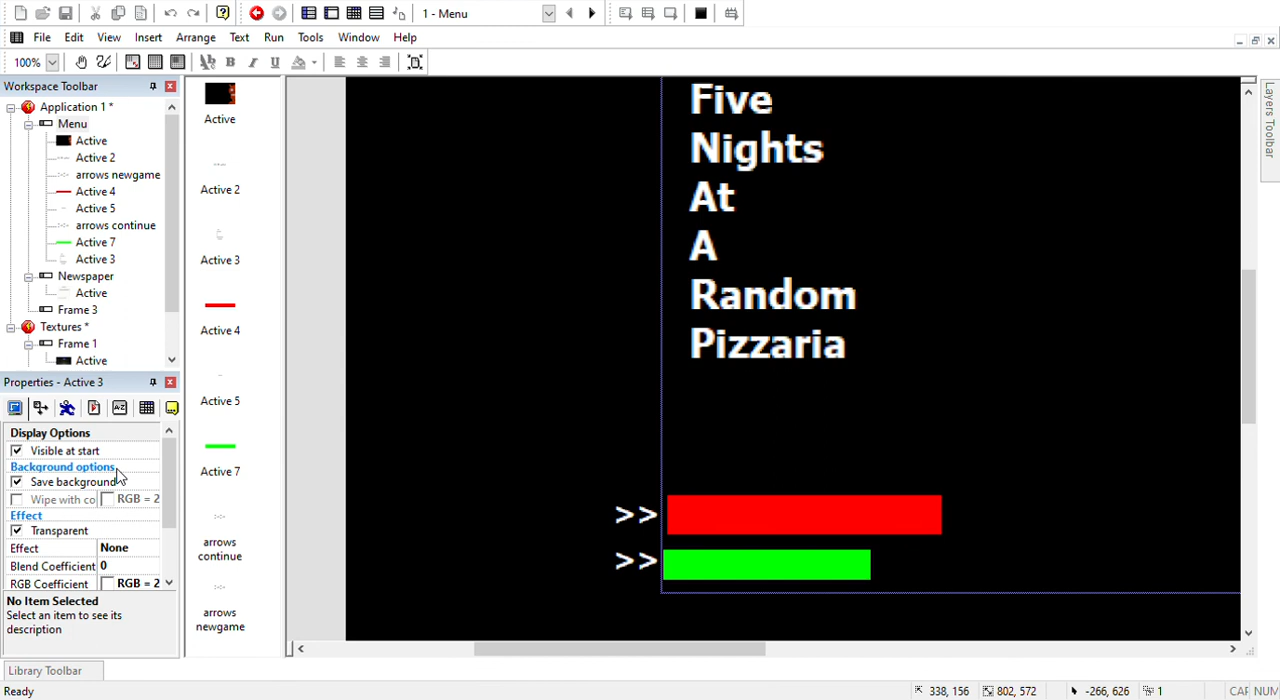 1 - Menu
File Edit View Insert Arrange Text Run Tools Window Help
100% B I U
Workspace Toolbar
Application 1 *
Menu
Active
Active 2
arrows newgame
Active 4
Active 5
arrows continue
Active 7
Active 3
Newspaper
Active
Frame 3
Textures *
Frame 1
Active
Properties - Active 3
Display Options
Visible at start
Background options
Save background
Wipe with co RGB = 2
Effect
Transparent
Effect None
Blend Coefficient 0
RGB Coefficient RGB = 2
No Item Selected
Select an item to see its
description
Library Toolbar
Ready
Active
Active 2
Active 3
Active 4
Active 5
Active 7
arrows
continue
arrows
newgame
Five
Nights
At
A
Random
Pizzaria
>>
>>
Layers Toolbar
338, 156
802, 572
-266, 626
1
CAP
NUM